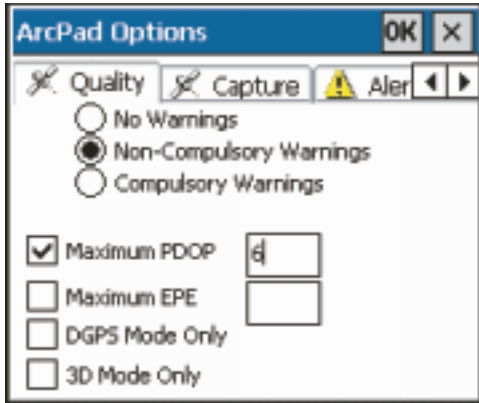 ArcPad Options OK
Quality Capture Aler
No Warnings
Non-Compulsory Warnings
Compulsory Warnings
Maximum PDOP 6
Maximum EPE
DGPS Mode Only
3D Mode Only